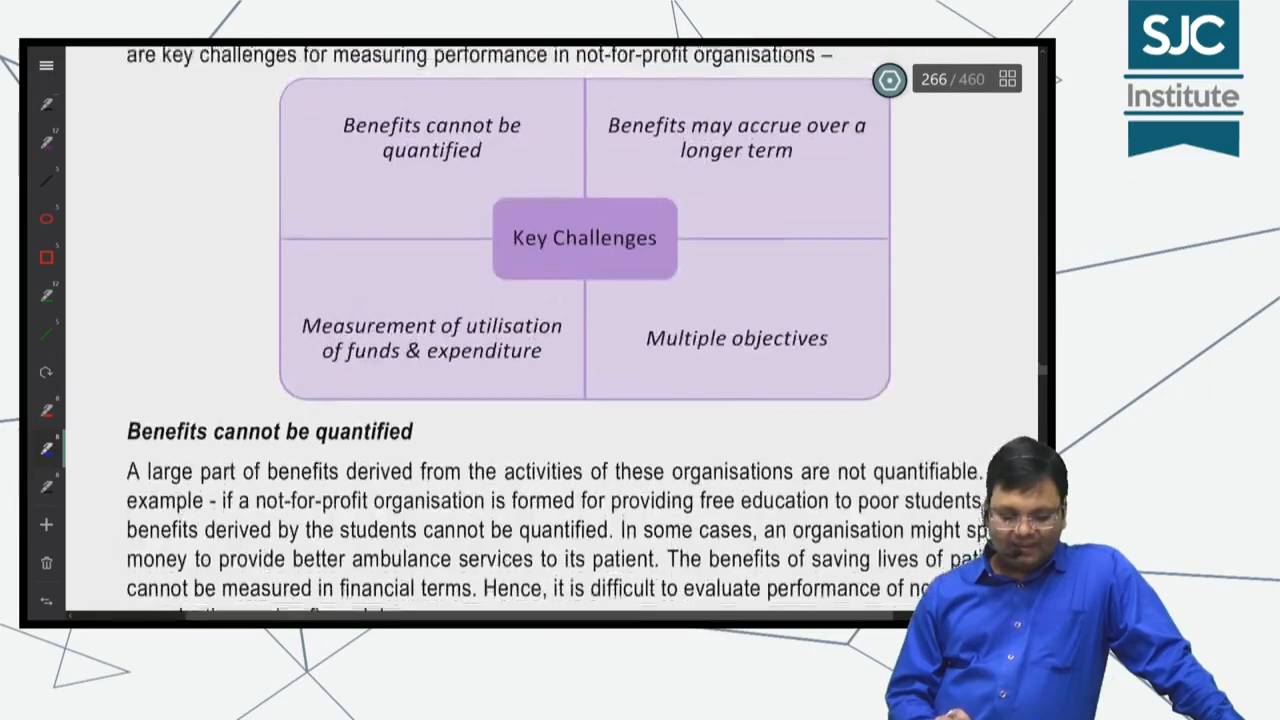 are key challenges for measuring performance in not-for-profit organisations –
266 / 460
SJC
Institute
Benefits cannot be
quantified
Benefits may accrue over a
longer term
Key Challenges
Measurement of utilisation
of funds & expenditure
Multiple objectives
Benefits cannot be quantified
A large part of benefits derived from the activities of these organisations are not quantifiable.
example - if a not-for-profit organisation is formed for providing free education to poor students,
benefits derived by the students cannot be quantified. In some cases, an organisation might
money to provide better ambulance services to its patient. The benefits of saving lives of
cannot be measured in financial terms. Hence, it is difficult to evaluate performance of